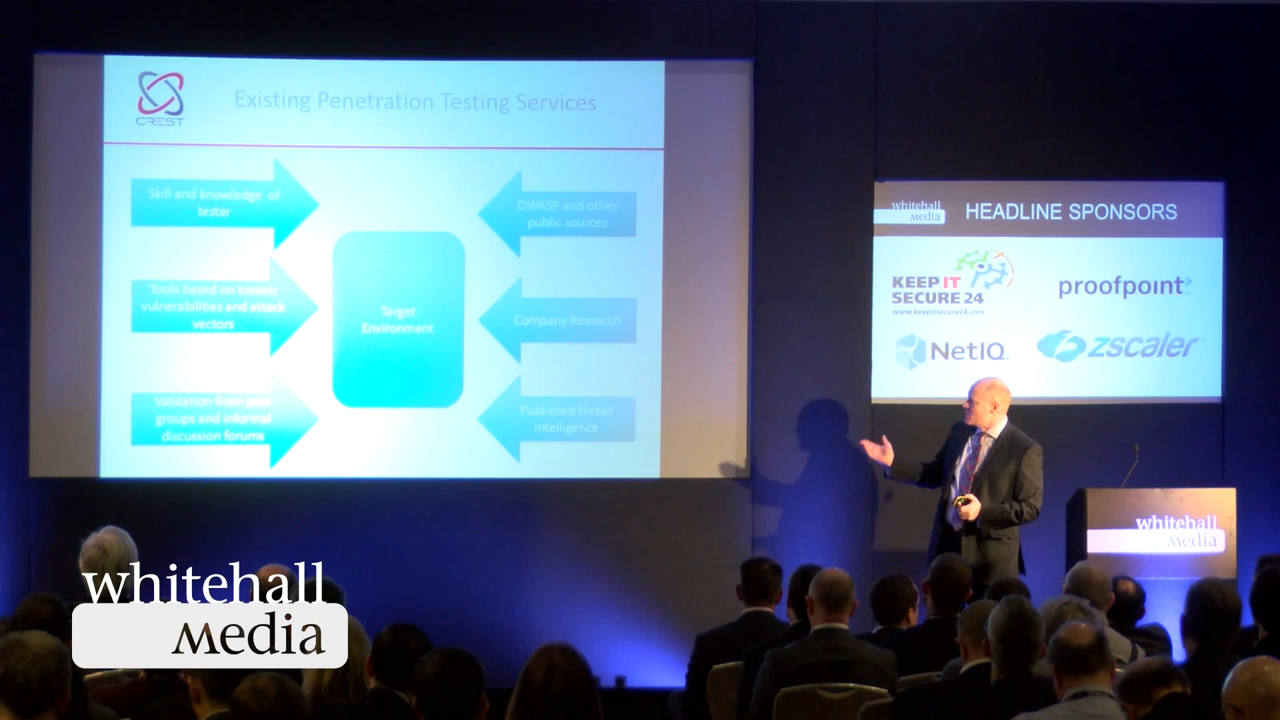 CREST
Existing Penetration Testing Services
Skill and knowledge of
tester
Tools based on known
vulnerabilities and attack
vectors
Validation from peer
groups and informal
discussion forums
Target
Environment
OWASP and other
public sources
Company Research
Published threat
intelligence
whitehall
media
HEADLINE SPONSORS
KEEP IT
SECURE 24
www.keepitsecure24.com
proofpoint
NetIQ
zscaler
whitehall
media
whitehall
media